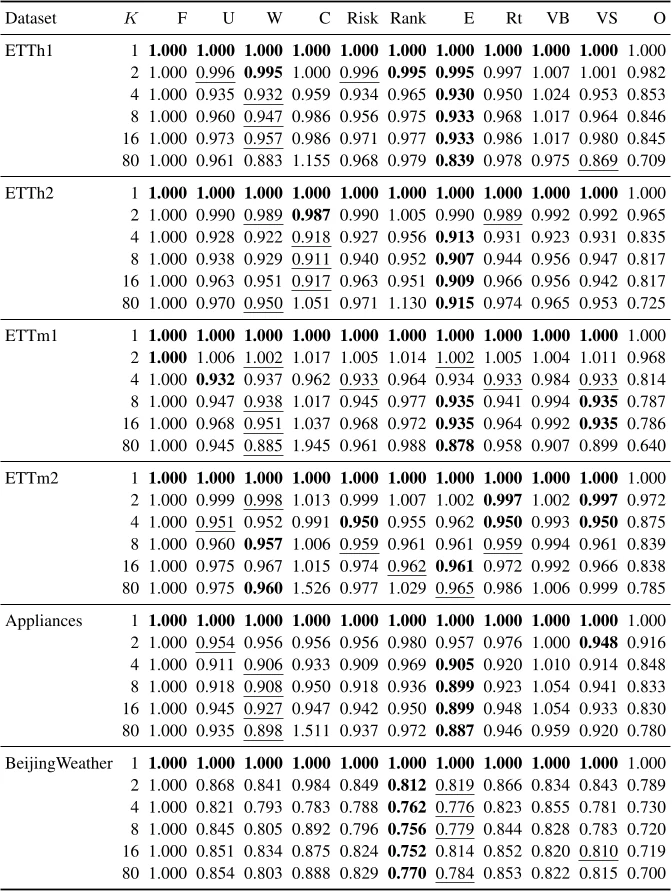 Dataset K F U W C Risk Rank E Rt VB VS O
ETTh1 1 1.000 1.000 1.000 1.000 1.000 1.000 1.000 1.000 1.000 1.000 1.000
2 1.000 0.996 0.995 1.000 0.996 0.995 0.995 0.997 1.007 1.001 0.982
4 1.000 0.935 0.932 0.959 0.934 0.965 0.930 0.950 1.024 0.953 0.853
8 1.000 0.960 0.947 0.986 0.956 0.975 0.933 0.968 1.017 0.964 0.846
16 1.000 0.973 0.957 0.986 0.971 0.977 0.933 0.986 1.017 0.980 0.845
80 1.000 0.961 0.883 1.155 0.968 0.979 0.839 0.978 0.975 0.869 0.709
ETTh2 1 1.000 1.000 1.000 1.000 1.000 1.000 1.000 1.000 1.000 1.000 1.000
2 1.000 0.990 0.989 0.987 0.990 1.005 0.990 0.989 0.992 0.992 0.965
4 1.000 0.928 0.922 0.918 0.927 0.956 0.913 0.931 0.923 0.931 0.835
8 1.000 0.938 0.929 0.911 0.940 0.952 0.907 0.944 0.956 0.947 0.817
16 1.000 0.963 0.951 0.917 0.963 0.951 0.909 0.966 0.956 0.942 0.817
80 1.000 0.970 0.950 1.051 0.971 1.130 0.915 0.974 0.965 0.953 0.725
ETTm1 1 1.000 1.000 1.000 1.000 1.000 1.000 1.000 1.000 1.000 1.000 1.000
2 1.000 1.006 1.002 1.017 1.005 1.014 1.002 1.005 1.004 1.011 0.968
4 1.000 0.932 0.937 0.962 0.933 0.964 0.934 0.933 0.984 0.933 0.814
8 1.000 0.947 0.938 1.017 0.945 0.977 0.935 0.941 0.994 0.935 0.787
16 1.000 0.968 0.951 1.037 0.968 0.972 0.935 0.964 0.992 0.935 0.786
80 1.000 0.945 0.885 1.945 0.961 0.988 0.878 0.958 0.907 0.899 0.640
ETTm2 1 1.000 1.000 1.000 1.000 1.000 1.000 1.000 1.000 1.000 1.000 1.000
2 1.000 0.999 0.998 1.013 0.999 1.007 1.002 0.997 1.002 0.997 0.972
4 1.000 0.951 0.952 0.991 0.950 0.955 0.962 0.950 0.993 0.950 0.875
8 1.000 0.960 0.957 1.006 0.959 0.961 0.961 0.959 0.994 0.961 0.839
16 1.000 0.975 0.967 1.015 0.974 0.962 0.961 0.972 0.992 0.966 0.838
80 1.000 0.975 0.960 1.526 0.977 1.029 0.965 0.986 1.006 0.999 0.785
Appliances 1 1.000 1.000 1.000 1.000 1.000 1.000 1.000 1.000 1.000 1.000 1.000
2 1.000 0.954 0.956 0.956 0.956 0.980 0.957 0.976 1.000 0.948 0.916
4 1.000 0.911 0.906 0.933 0.909 0.969 0.905 0.920 1.010 0.914 0.848
8 1.000 0.918 0.908 0.950 0.918 0.936 0.899 0.923 1.054 0.941 0.833
16 1.000 0.945 0.927 0.947 0.942 0.950 0.899 0.948 1.054 0.933 0.830
80 1.000 0.935 0.898 1.511 0.937 0.972 0.887 0.946 0.959 0.920 0.780
BeijingWeather 1 1.000 1.000 1.000 1.000 1.000 1.000 1.000 1.000 1.000 1.000 1.000
2 1.000 0.868 0.841 0.984 0.849 0.812 0.819 0.866 0.834 0.843 0.789
4 1.000 0.821 0.793 0.783 0.788 0.762 0.776 0.823 0.855 0.781 0.730
8 1.000 0.845 0.805 0.892 0.796 0.756 0.779 0.844 0.828 0.783 0.720
16 1.000 0.851 0.834 0.875 0.824 0.752 0.814 0.852 0.820 0.810 0.719
80 1.000 0.854 0.803 0.888 0.829 0.770 0.784 0.853 0.822 0.815 0.700